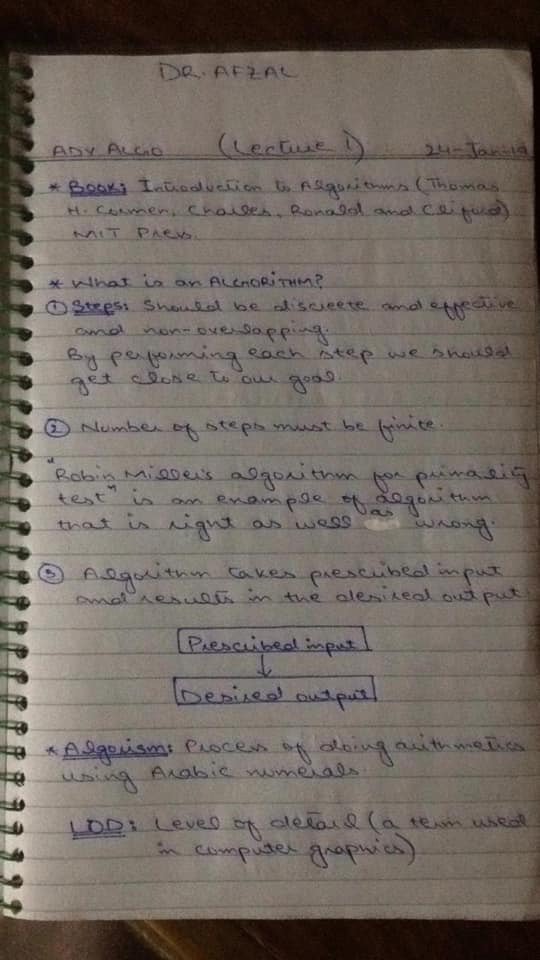 DR. AFZAL
ADV ALGO (Lecture 1) 24-Jan-19
* Book: Introduction to Algorithms (Thomas
H. Cormen, Charles, Ronald and Clifford)
MIT Press.
* What is an ALGHORITHM?
① Steps: Should be discreete and effective
and non-overlapping.
By performing each step we should
get close to our goal.
② Number of steps must be finite.
"Robin Miller's algorithm for primality
test" is an example of algorithm
that is right as well as wrong.
③ Algorithm takes prescribed input
and results in the desired output.
Prescribed input
↓
Desired output
* Algorism: Process of doing arithmetics
using Arabic numerals.
LOD: Level of detail (a term used
in computer graphics)